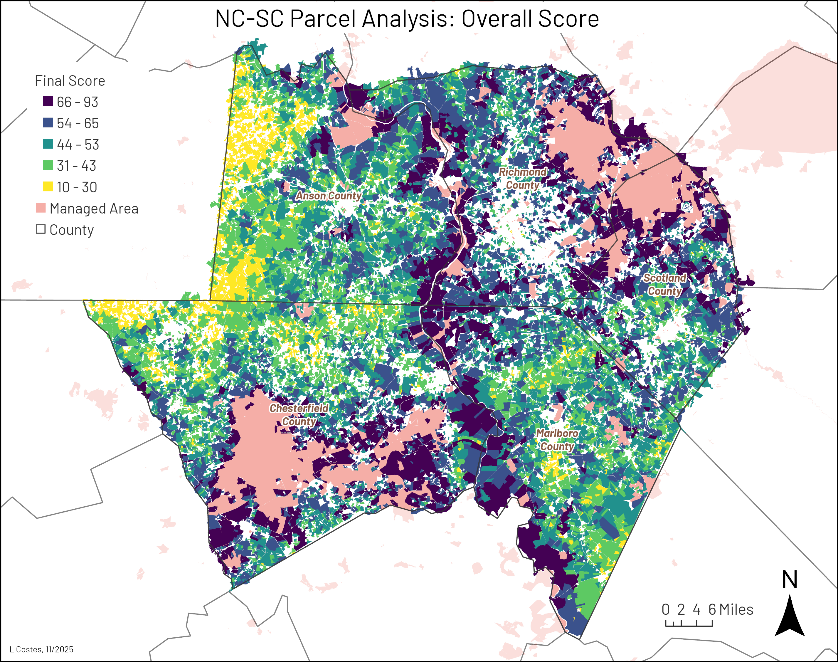 NC-SC Parcel Analysis: Overall Score
Final Score
66 - 93
54 - 65
44 - 53
31 - 43
10 - 30
Managed Area
County
Richmond
County
Anson County
Scotland
County
Chesterfield
County
Marlboro
County
N
0 2 4 6 Miles
L Costes, 11/2025